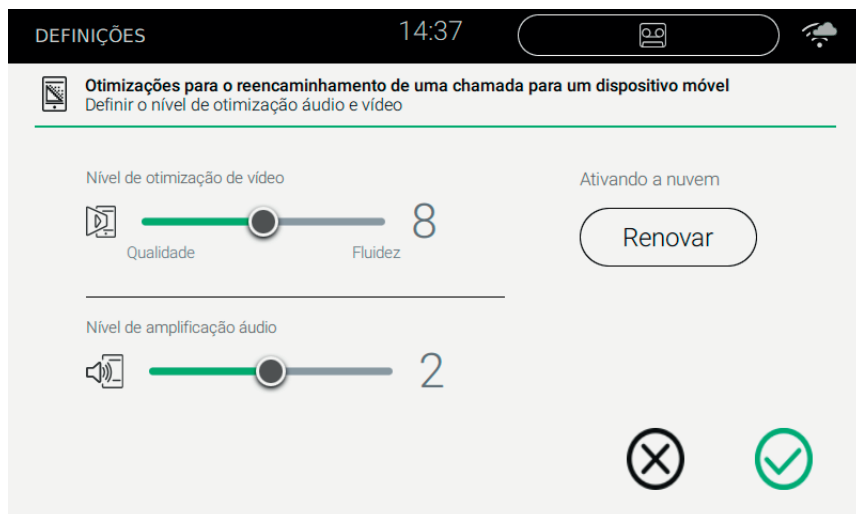 DEFINIÇÕES 14:37
Otimizações para o reencaminhamento de uma chamada para um dispositivo móvel
Definir o nível de otimização áudio e vídeo
Nível de otimização de vídeo
8
Qualidade Fluidez
Ativando a nuvem
Renovar
Nível de amplificação áudio
2